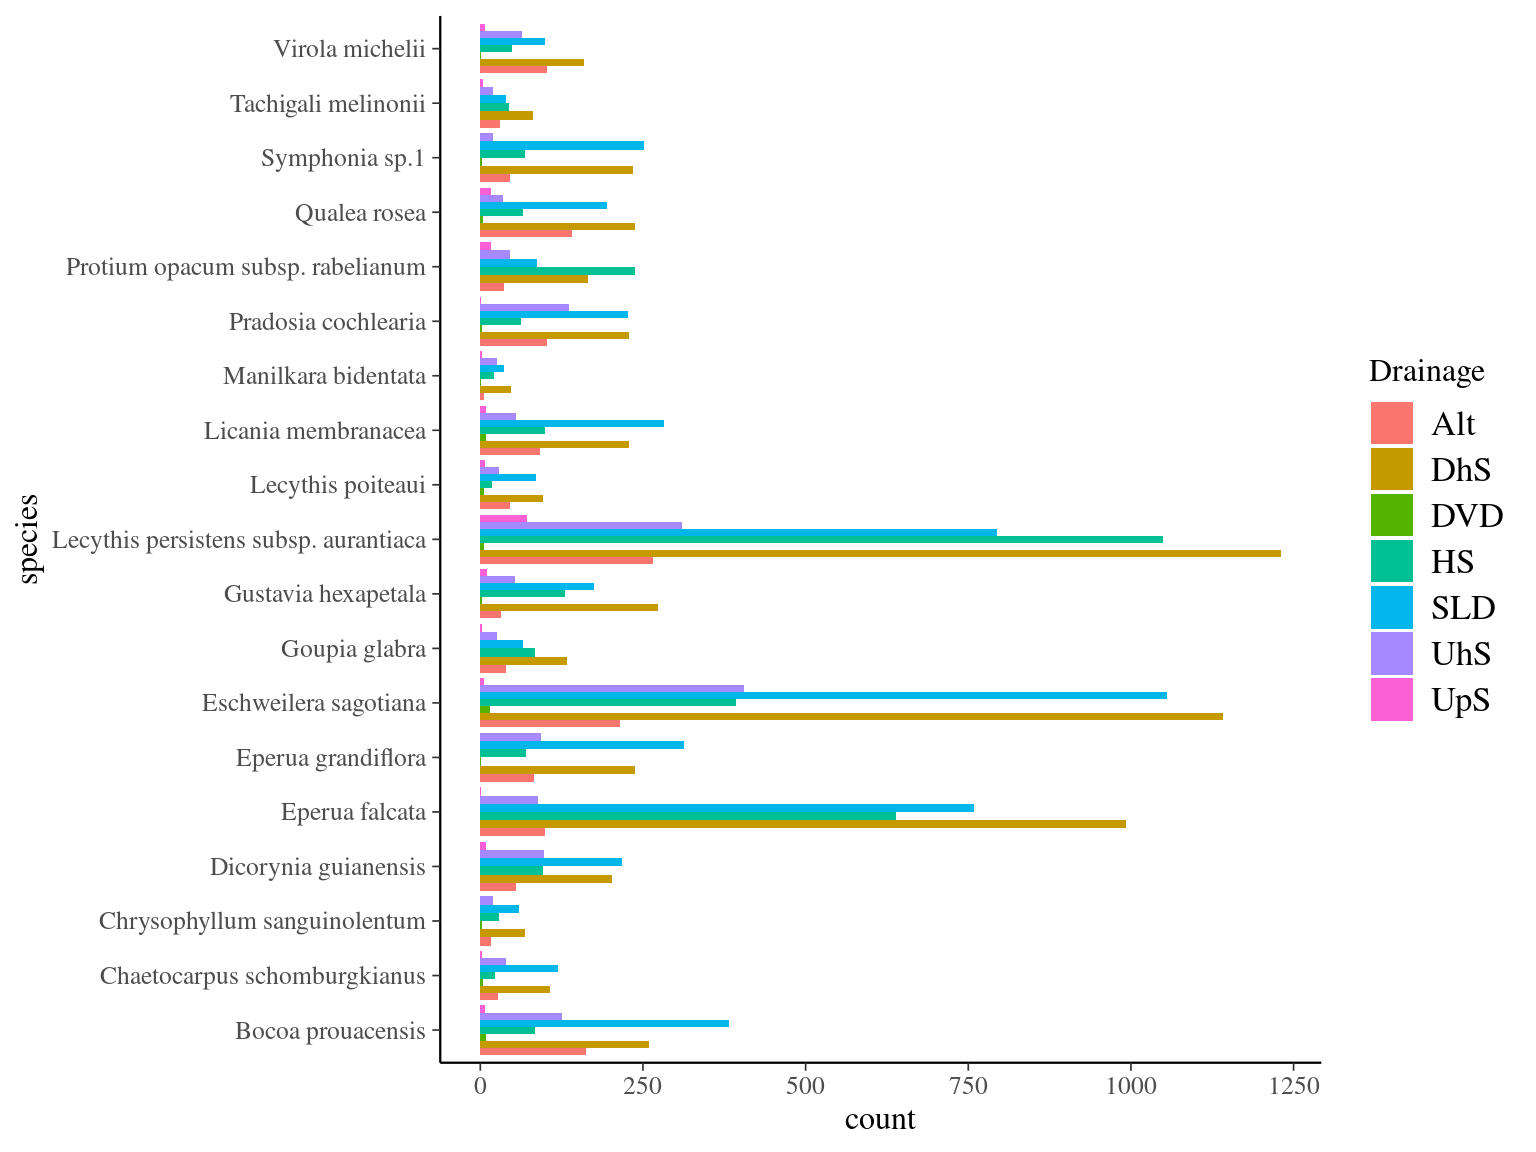 species
Virola michelii
Tachigali melinonii
Symphonia sp.1
Qualea rosea
Protium opacum subsp. rabelianum
Pradosia cochlearia
Manilkara bidentata
Licania membranacea
Lecythis poiteaui
Lecythis persistens subsp. aurantiaca
Gustavia hexapetala
Goupia glabra
Eschweilera sagotiana
Eperua grandiflora
Eperua falcata
Dicorynia guianensis
Chrysophyllum sanguinolentum
Chaetocarpus schomburgkianus
Bocoa prouacensis
0 250 500 750 1000 1250
count
Drainage
Alt
DhS
DVD
HS
SLD
UhS
UpS